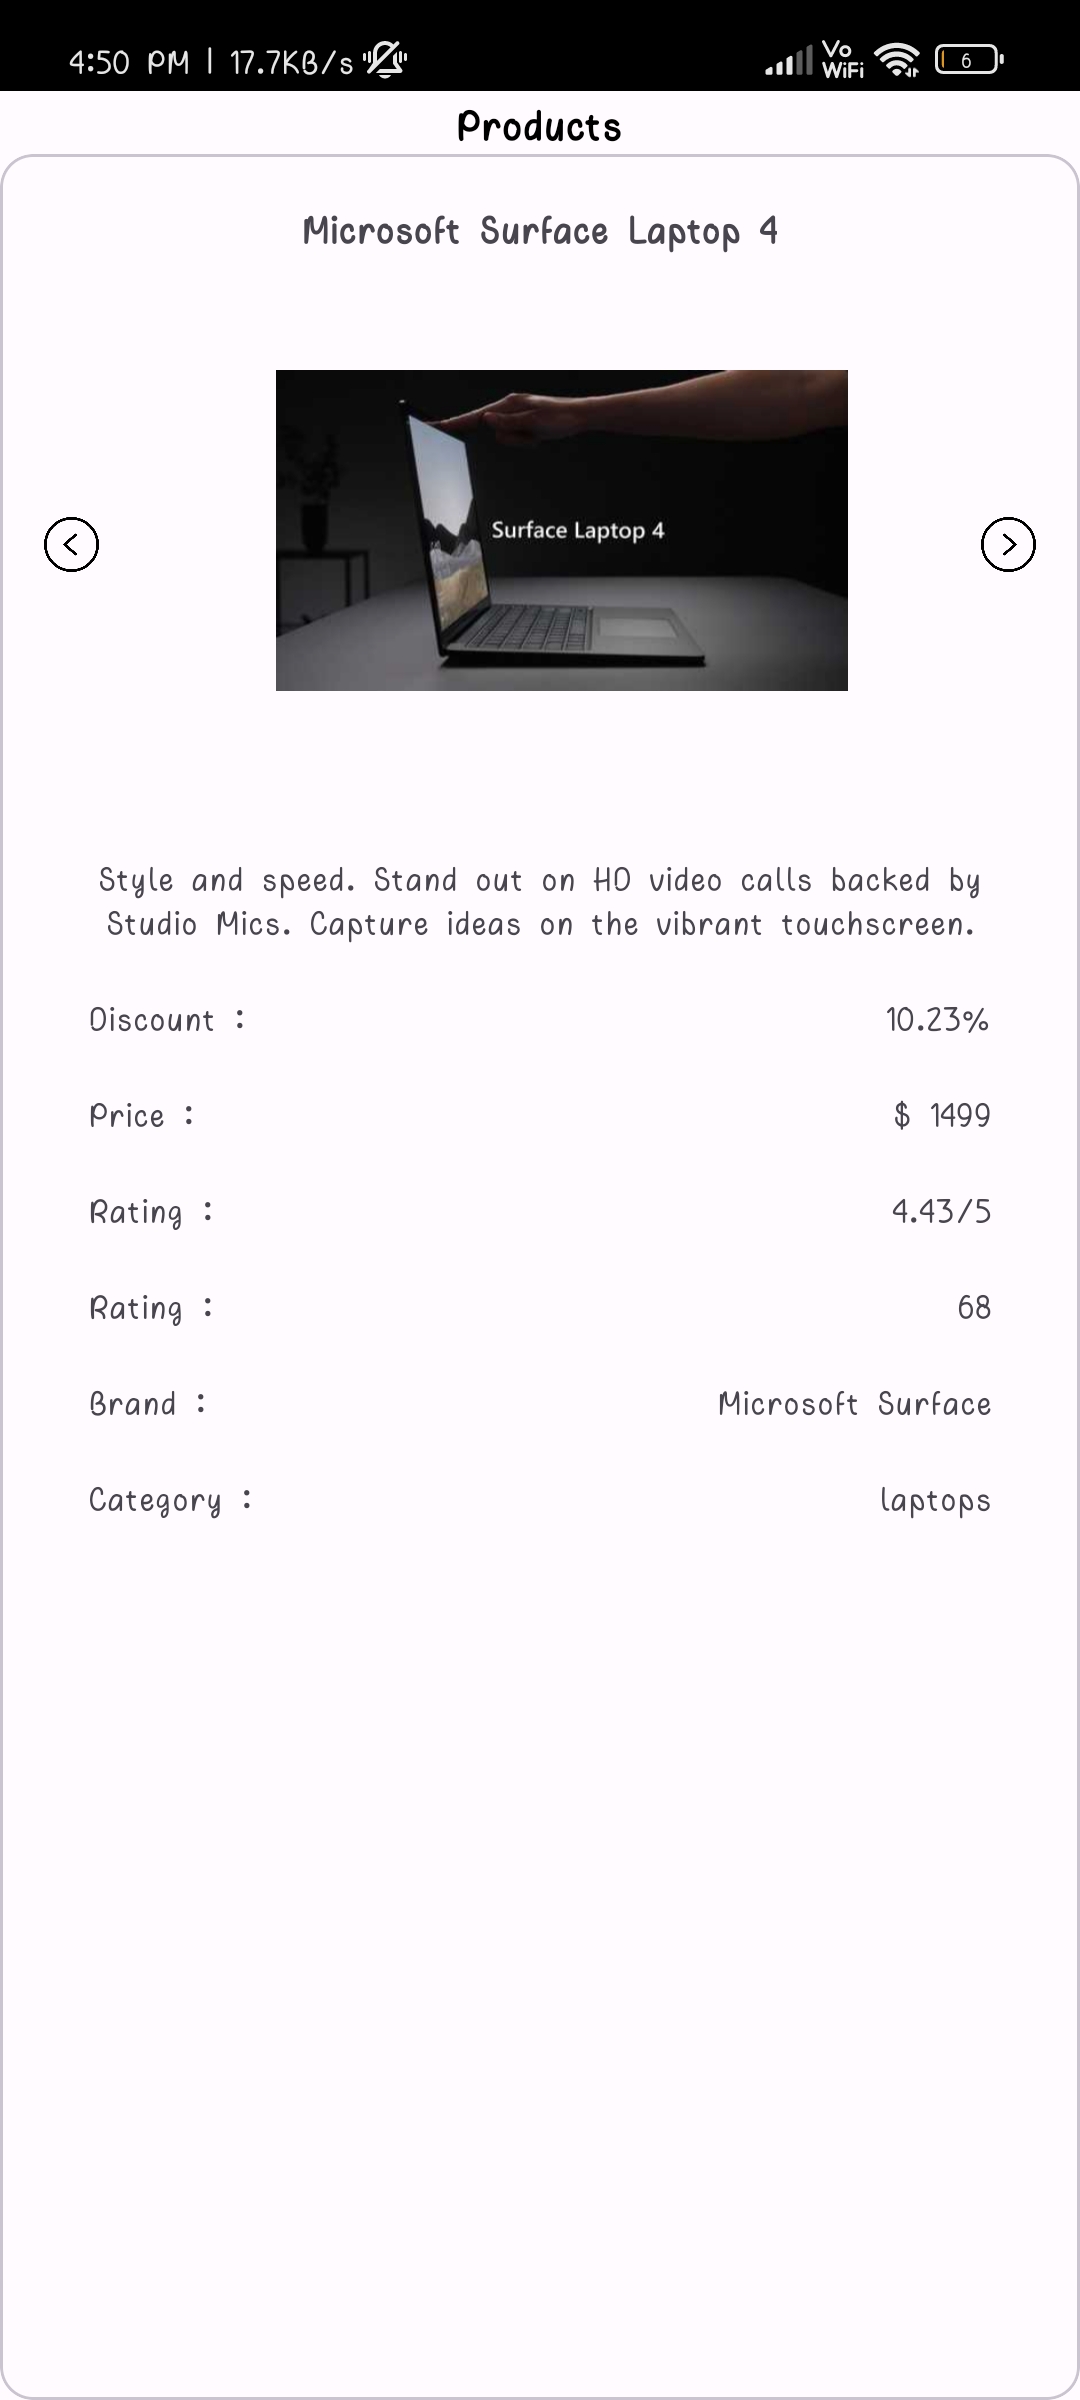 4:50 PM | 17.7KB/s
Vo
WiFi
6
Products
Microsoft Surface Laptop 4
Surface Laptop 4
Style and speed. Stand out on HD video calls backed by
Studio Mics. Capture ideas on the vibrant touchscreen.
Discount : 10.23%
Price : $ 1499
Rating : 4.43/5
Rating : 68
Brand : Microsoft Surface
Category : laptops